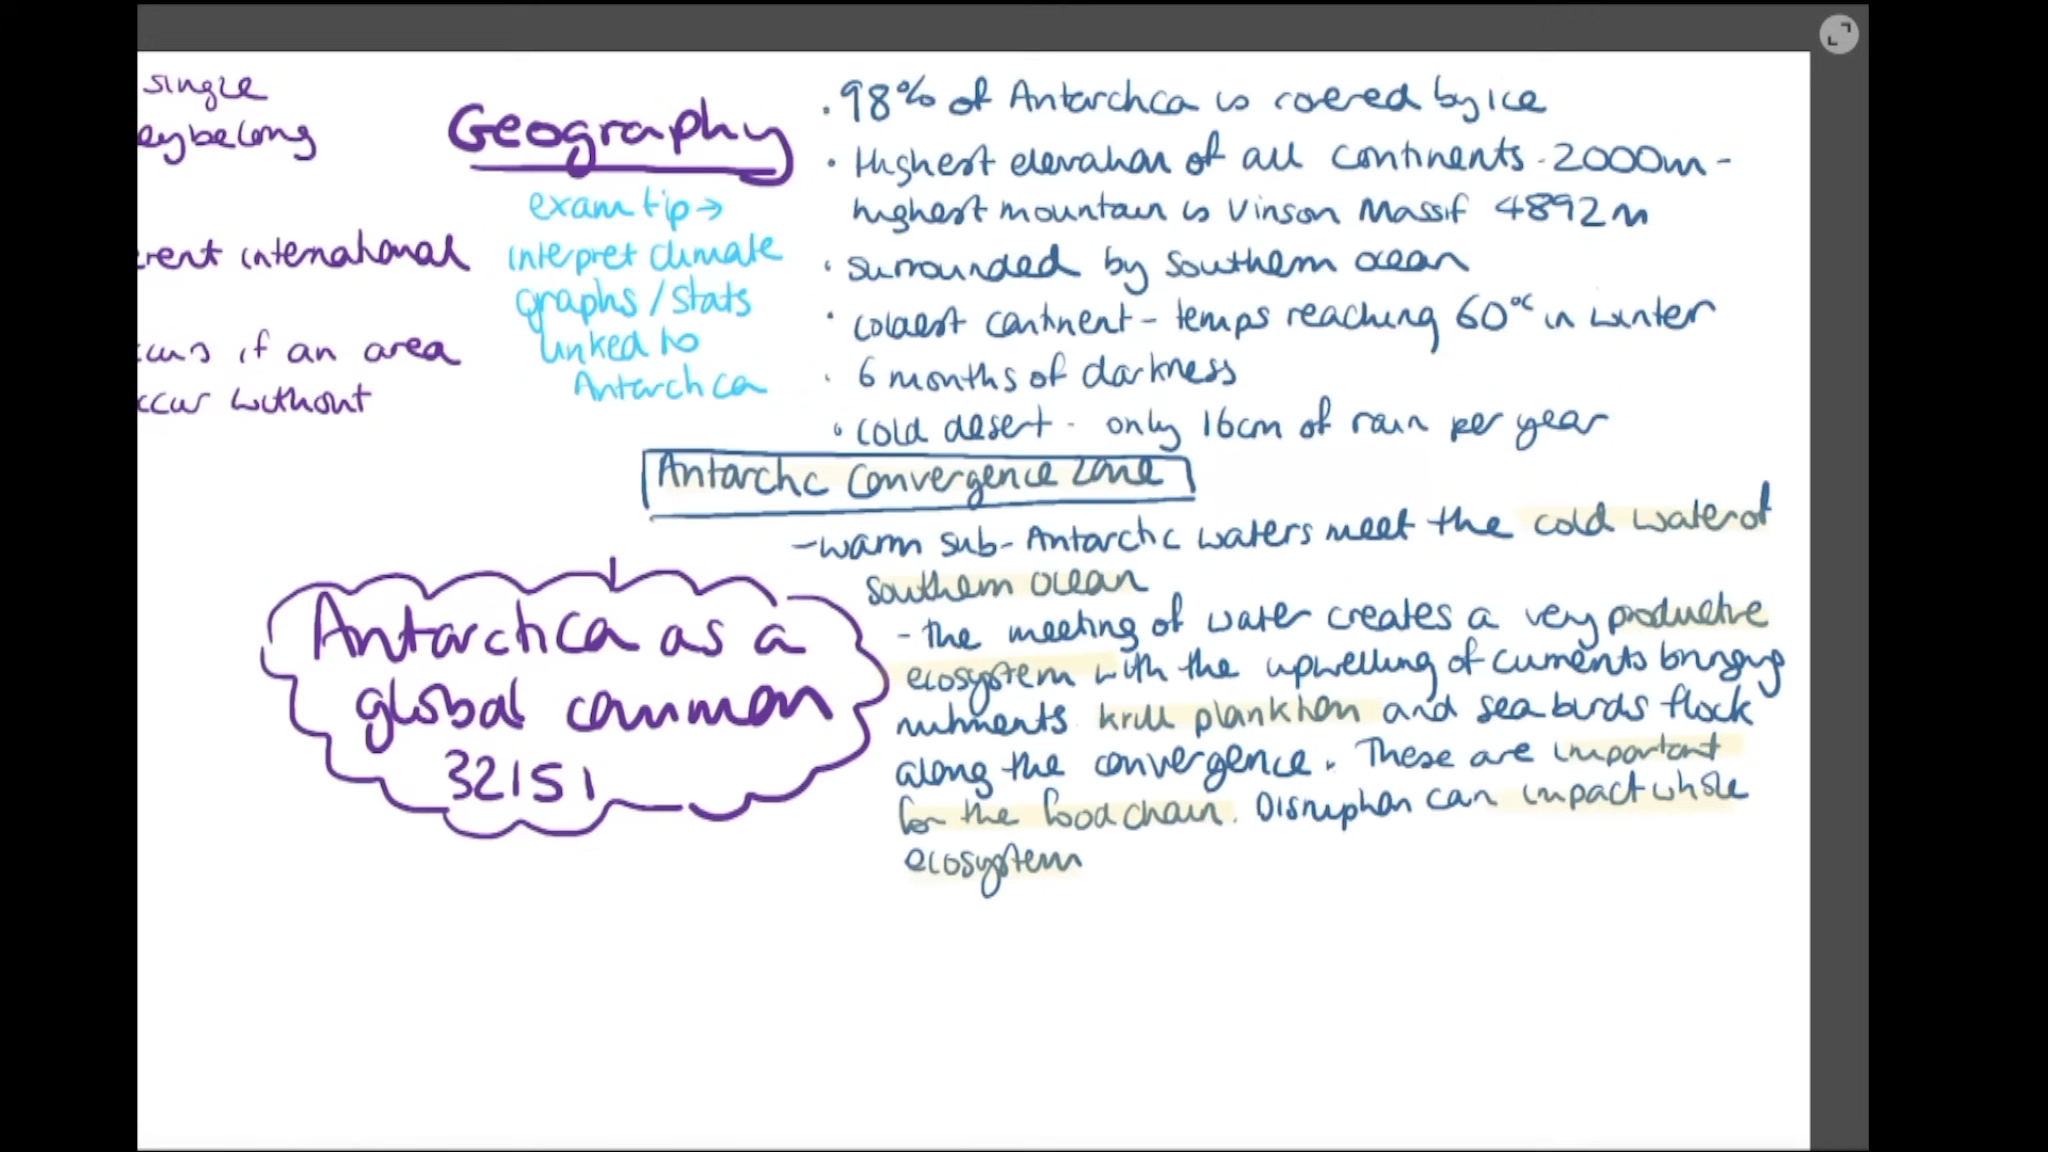 single
ey belong
erent international
curs if an area
ccur without
Geography
exam tip →
interpret climate
graphs / stats
linked to
Antarctica
• 98% of Antarctica is covered by ice
• Highest elevation of all continents - 2000m -
highest mountain is Vinson Massif 4892m
• surrounded by Southern ocean
• coldest continent - temps reaching 60°C in winter
• 6 months of darkness
• cold desert - only 16cm of rain per year
Antarctic Convergence Zone
- warm sub-Antarctic waters meet the cold water of
southern ocean
- the meeting of water creates a very productive
ecosystem with the upwelling of currents bringing
nutrients krill plankton and sea birds flock
along the convergence. These are important
for the food chain. Disruption can impact whole
ecosystem
Antarctica as a
global common
32151